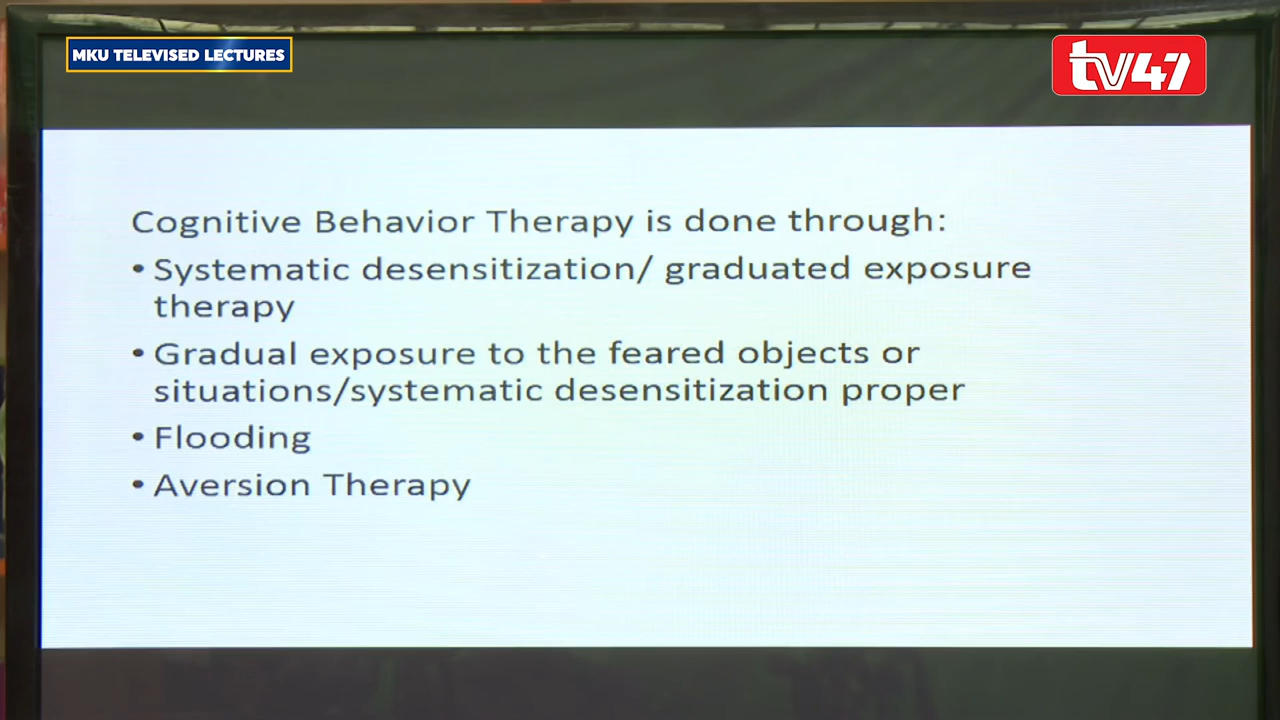 MKU TELEVISED LECTURES
tv47
Cognitive Behavior Therapy is done through:
• Systematic desensitization/ graduated exposure
therapy
• Gradual exposure to the feared objects or
situations/systematic desensitization proper
• Flooding
• Aversion Therapy